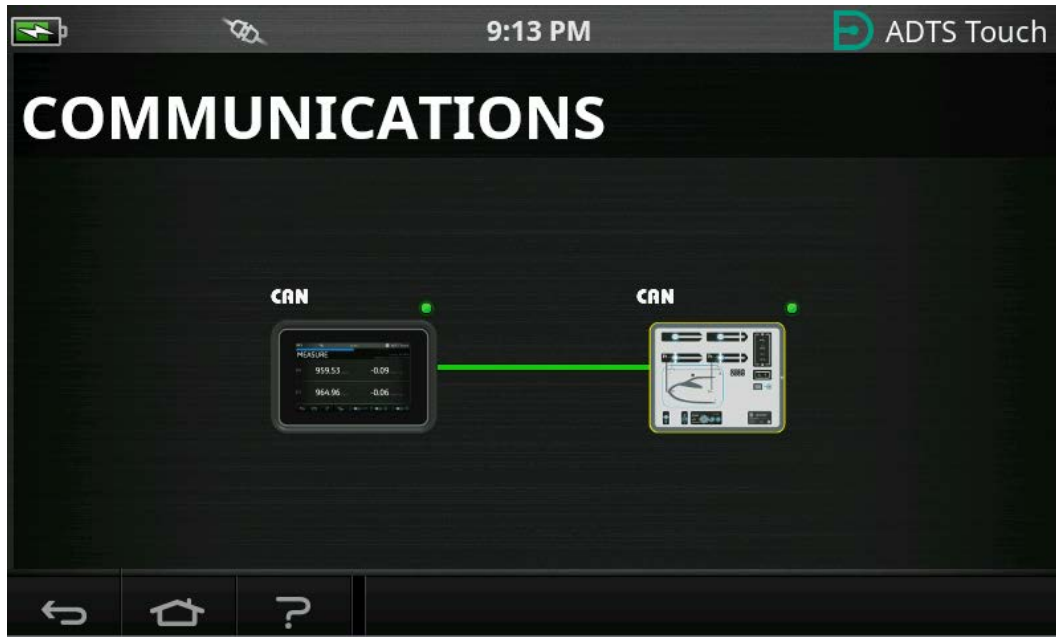 9:13 PM
ADTS Touch
COMMUNICATIONS
CAN
CAN
MEASURE
959.53
-0.09
964.96
-0.06